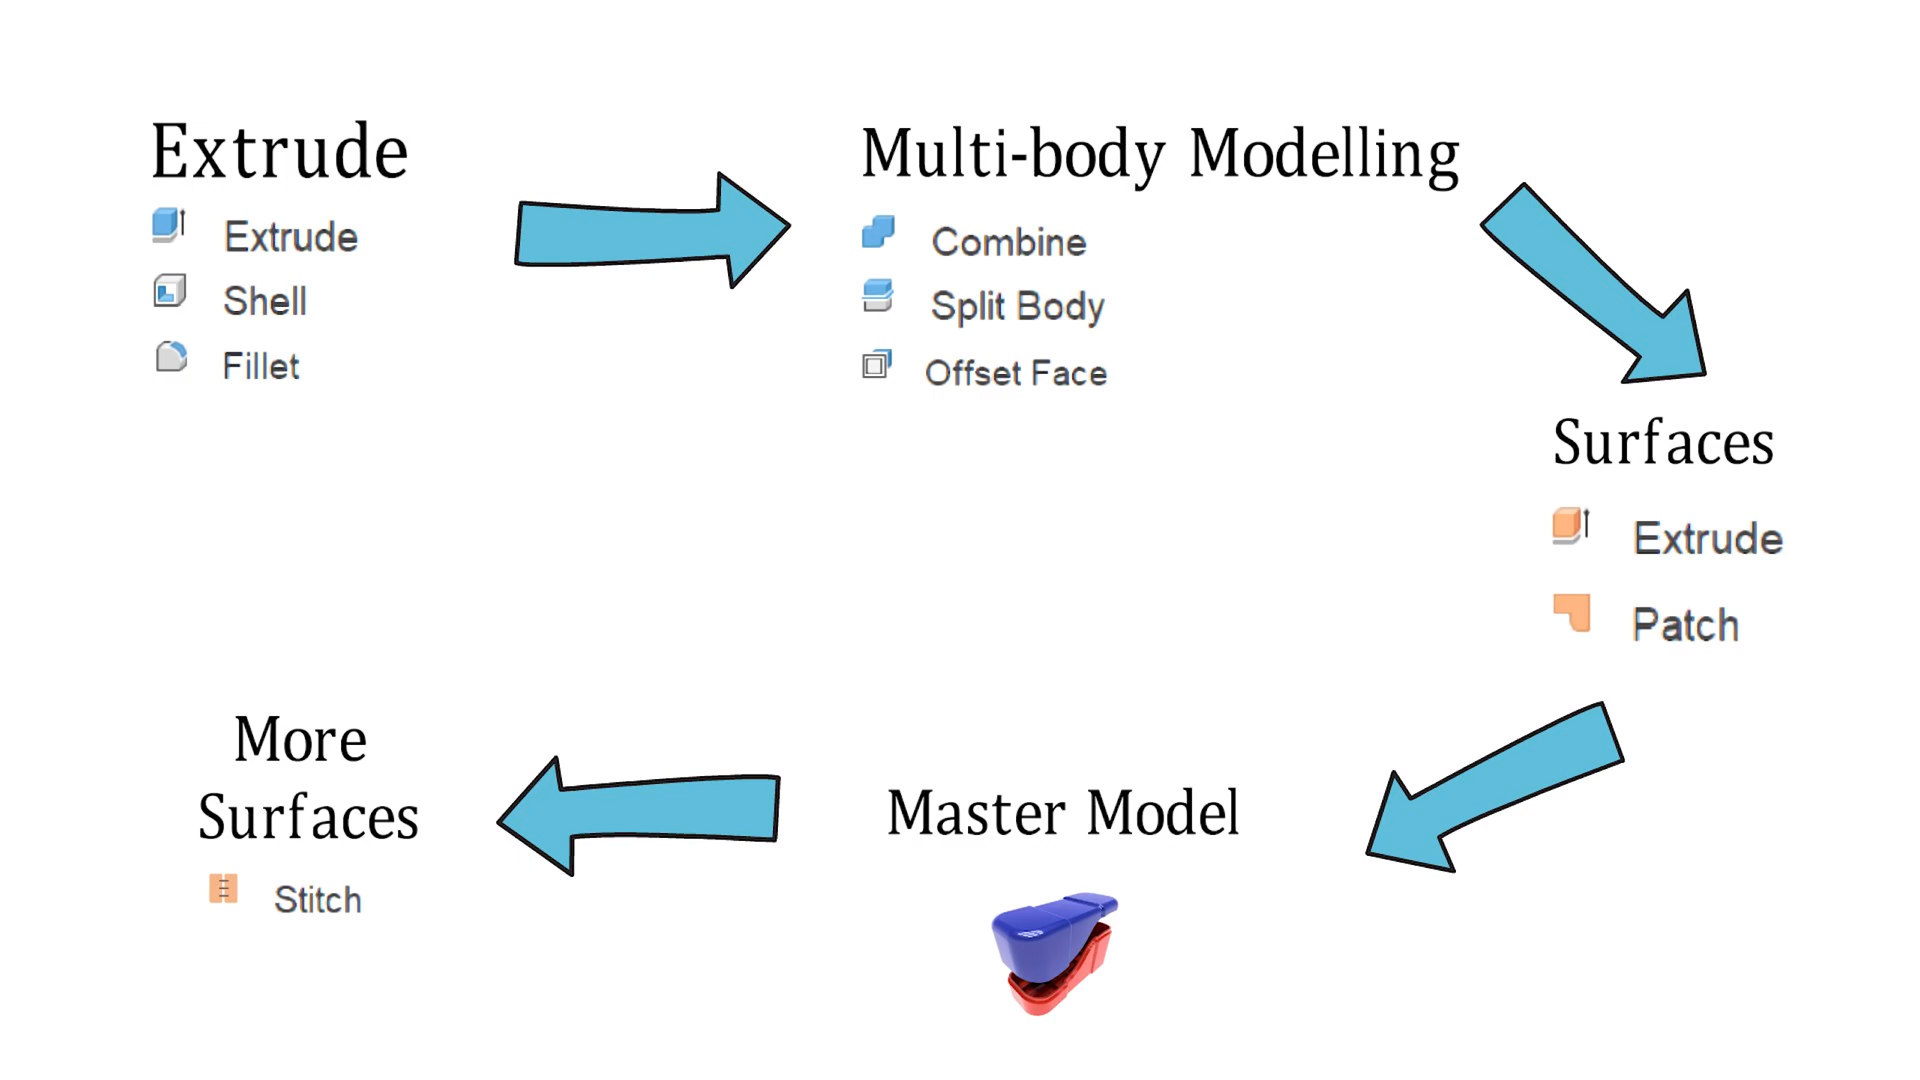 Extrude
Extrude
Shell
Fillet
Multi-body Modelling
Combine
Split Body
Offset Face
Surfaces
Extrude
Patch
Master Model
More
Surfaces
Stitch